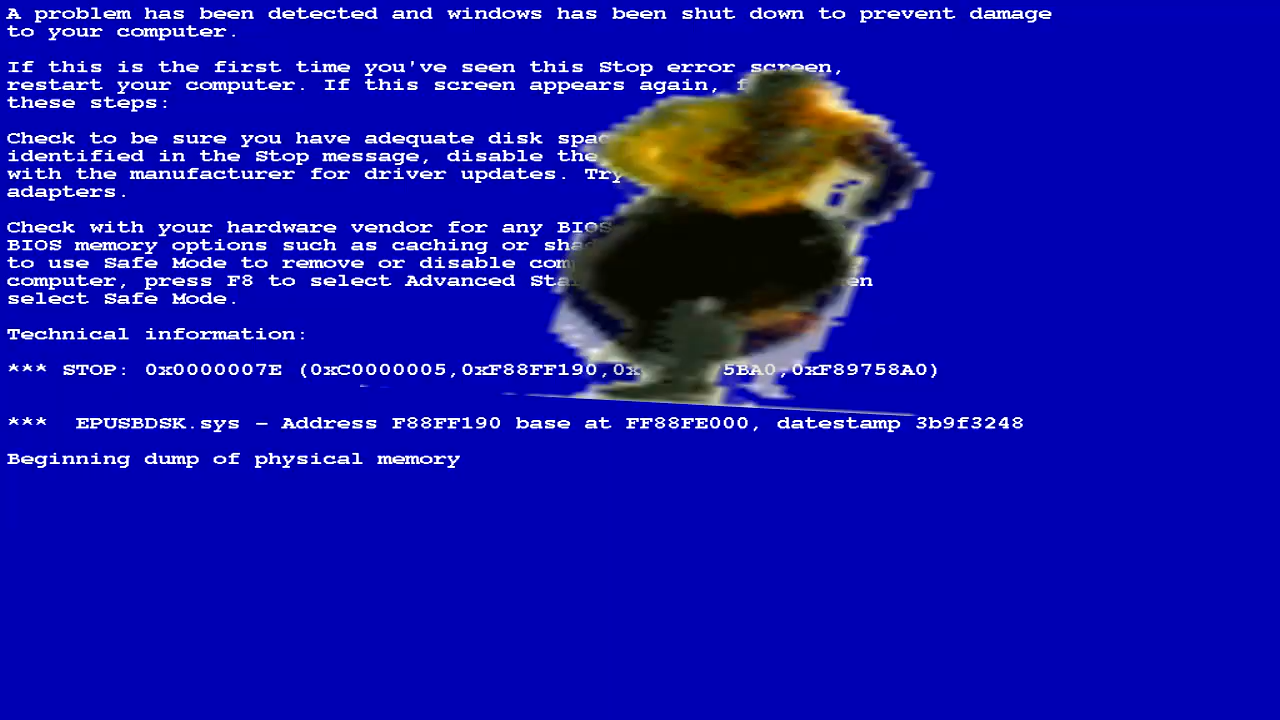 A problem has been detected and windows has been shut down to prevent damage
to your computer.
If this is the first time you've seen this Stop error screen,
restart your computer. If this screen appears again,
these steps:
Check to be sure you have adequate disk
identified in the Stop message, disable the
with the manufacturer for driver updates. Try
adapters.
Check with your hardware vendor for any BIOS
BIOS memory options such as caching or
to use Safe Mode to remove or disable
computer, press F8 to select Advanced
select Safe Mode.
Technical information:
*** STOP: 0x0000007E (0xC0000005,0xF88FF190,0x 5BA0,0xF89758A0)
*** EPUSBDSK.sys – Address F88FF190 base at FF88FE000, datestamp 3b9f3248
Beginning dump of physical memory